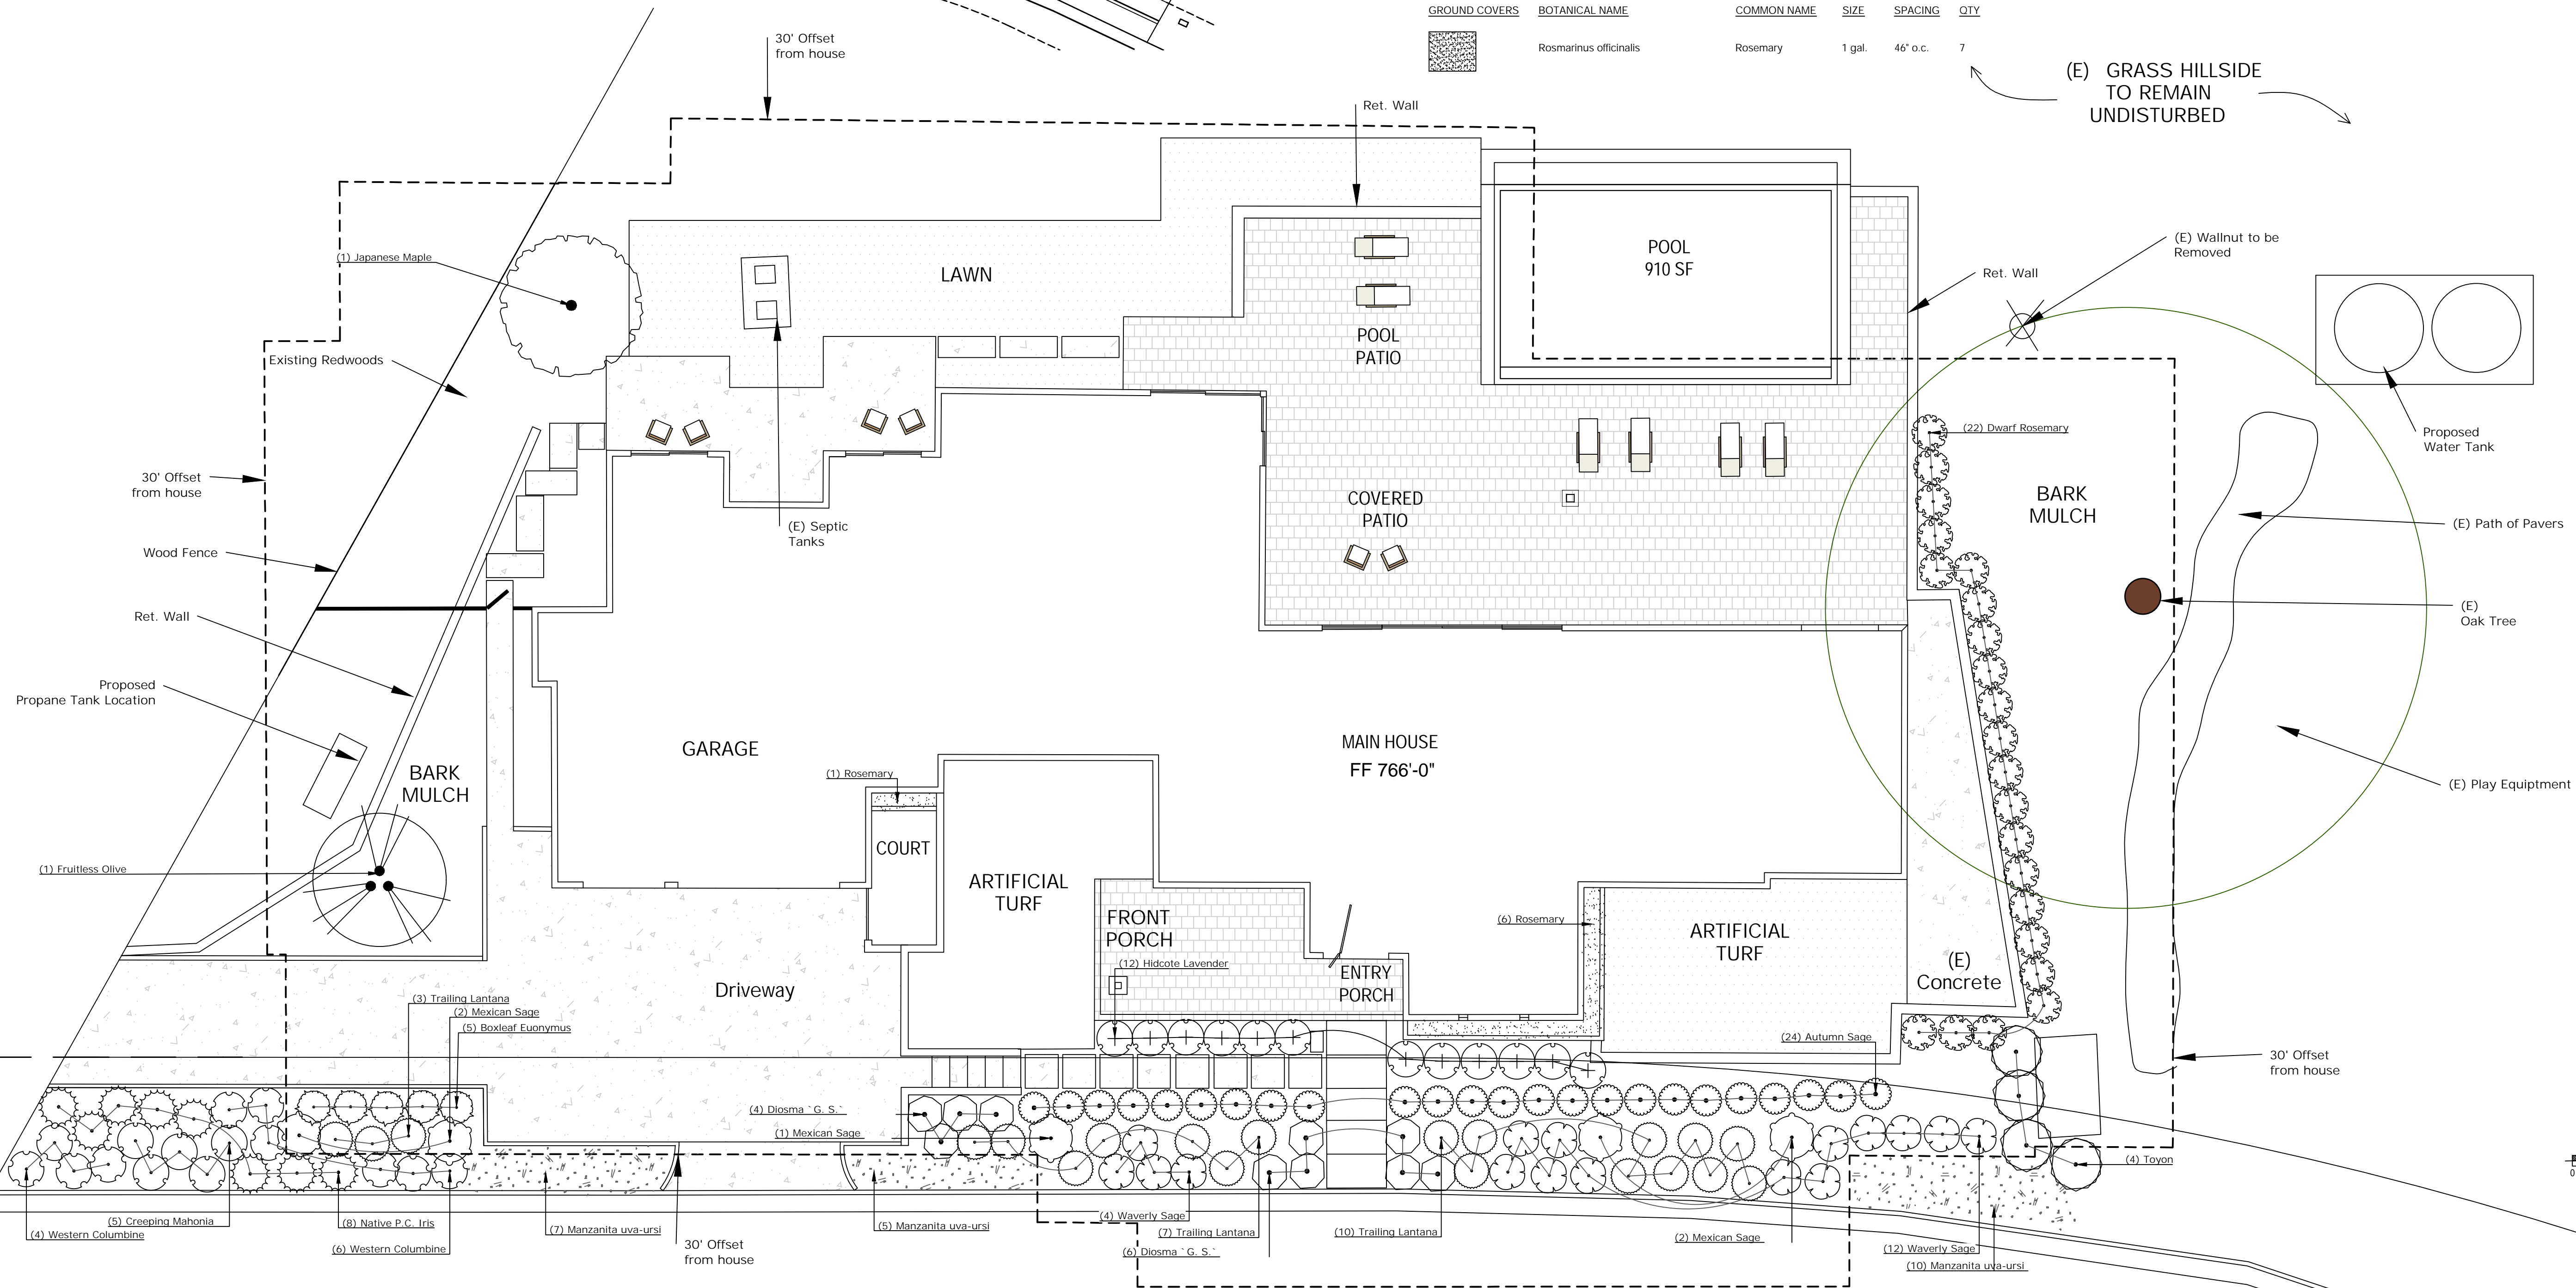 GROUND COVERS BOTANICAL NAME COMMON NAME SIZE SPACING QTY
Rosmarinus officinalis Rosemary 1 gal. 46" o.c. 7
30' Offset
from house
(E) GRASS HILLSIDE
TO REMAIN
UNDISTURBED
Ret. Wall
(E) Wallnut to be
Removed
(1) Japanese Maple
LAWN
POOL
910 SF
Ret. Wall
POOL
PATIO
Existing Redwoods
Proposed
Water Tank
(22) Dwarf Rosemary
30' Offset
from house
BARK
MULCH
COVERED
PATIO
(E) Septic
Tanks
(E) Path of Pavers
Wood Fence
Ret. Wall
(E)
Oak Tree
Proposed
Propane Tank Location
GARAGE
MAIN HOUSE
FF 766'-0"
BARK
MULCH
(1) Rosemary
(E) Play Equiptment
COURT
(1) Fruitless Olive
ARTIFICIAL
TURF
FRONT
PORCH
(6) Rosemary
ARTIFICIAL
TURF
(12) Hidcote Lavender
ENTRY
PORCH
(E)
Concrete
Driveway
(3) Trailing Lantana
(2) Mexican Sage
(5) Boxleaf Euonymus
(24) Autumn Sage
30' Offset
from house
(4) Diosma `G. S.`
(1) Mexican Sage
(4) Toyon
0
(5) Creeping Mahonia
(4) Western Columbine
(8) Native P.C. Iris
(6) Western Columbine
(7) Manzanita uva-ursi
30' Offset
from house
(5) Manzanita uva-ursi
(4) Waverly Sage
(7) Trailing Lantana
(6) Diosma `G. S.`
(10) Trailing Lantana
(2) Mexican Sage
(12) Waverly Sage
(10) Manzanita uva-ursi